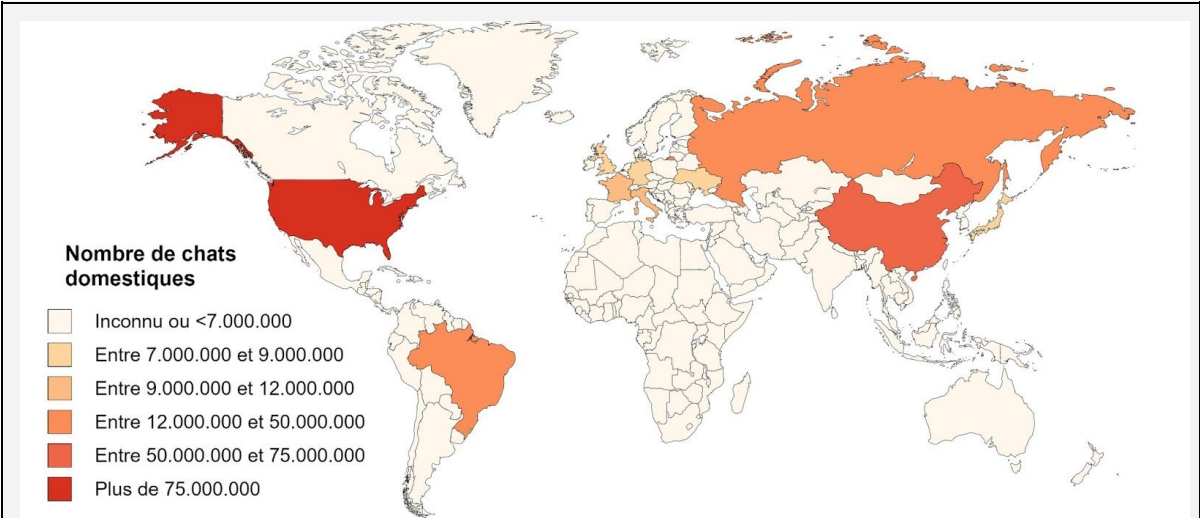 Nombre de chats
domestiques
Inconnu ou <7.000.000
Entre 7.000.000 et 9.000.000
Entre 9.000.000 et 12.000.000
Entre 12.000.000 et 50.000.000
Entre 50.000.000 et 75.000.000
Plus de 75.000.000